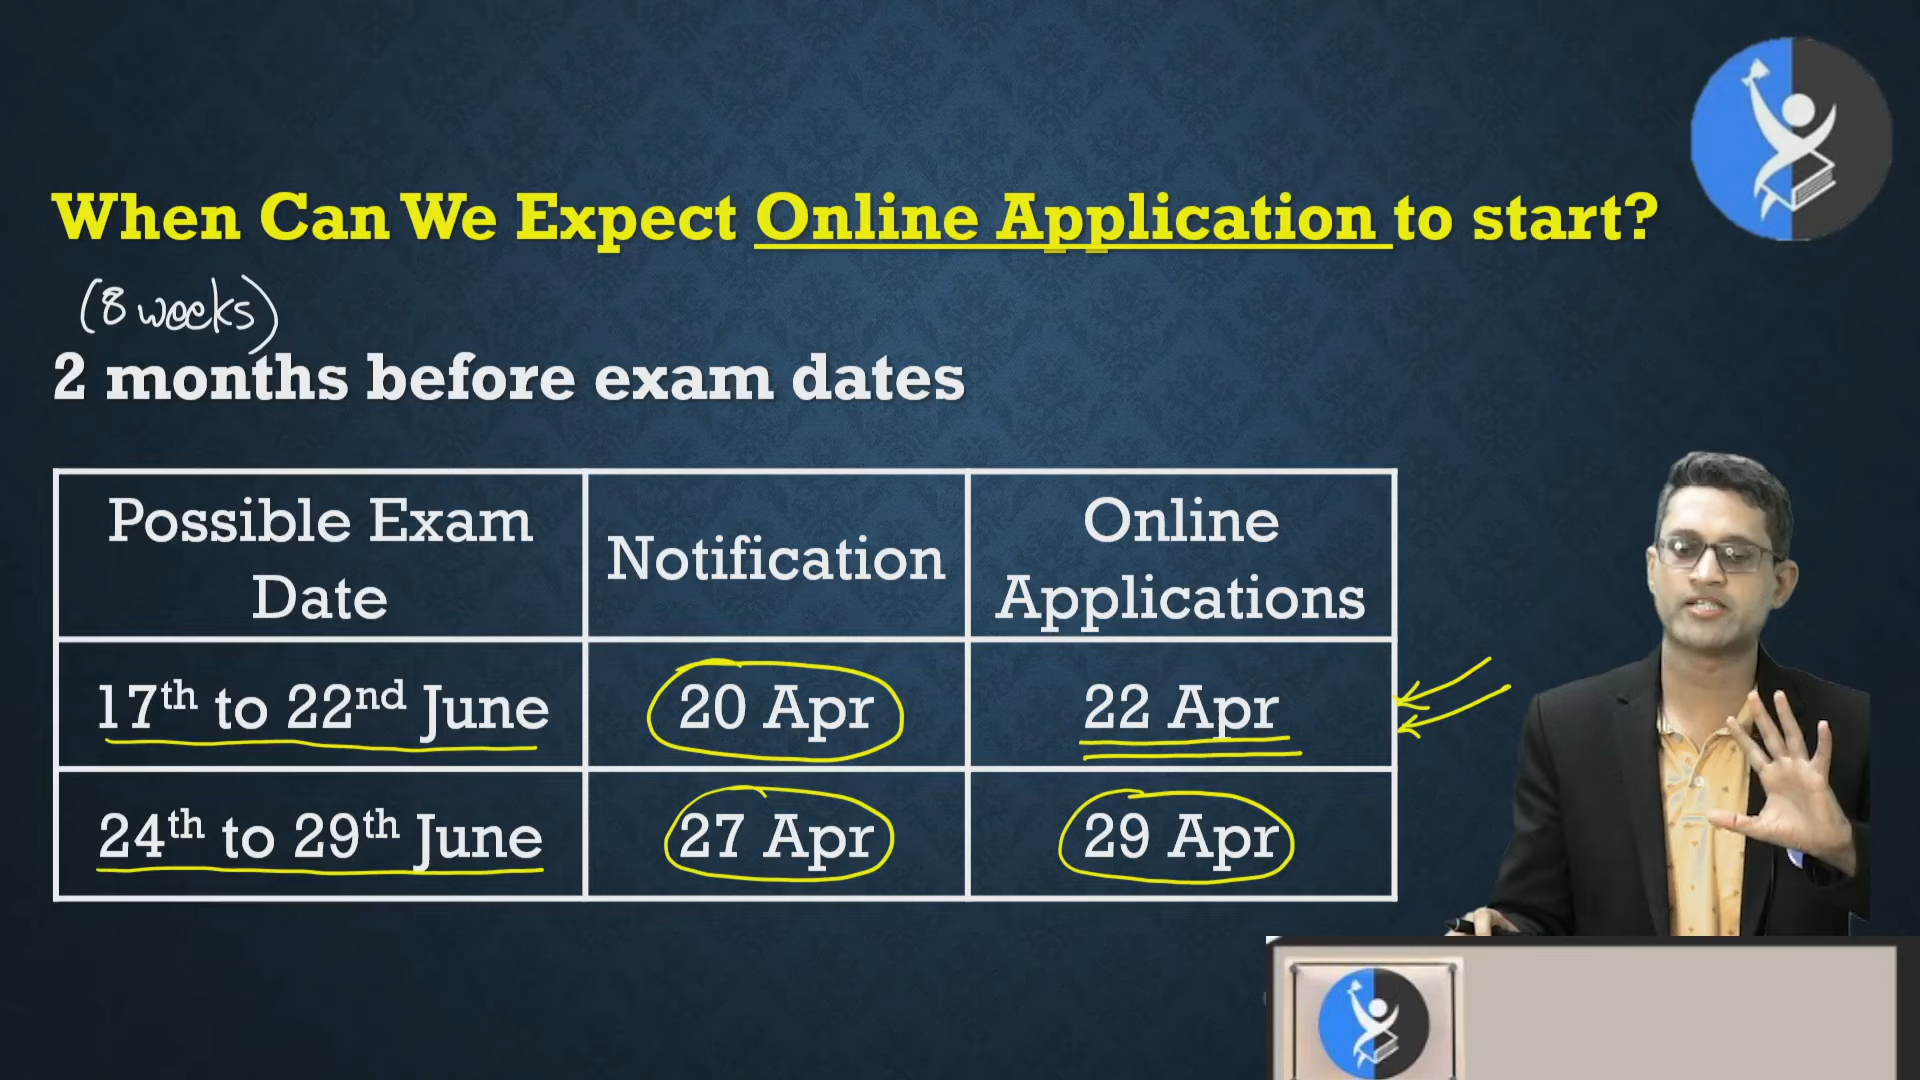 When Can We Expect Online Application to start?
(8 weeks)
2 months before exam dates
Possible Exam Date
Notification
Online Applications
17th to 22nd June
20 Apr
22 Apr
24th to 29th June
27 Apr
29 Apr